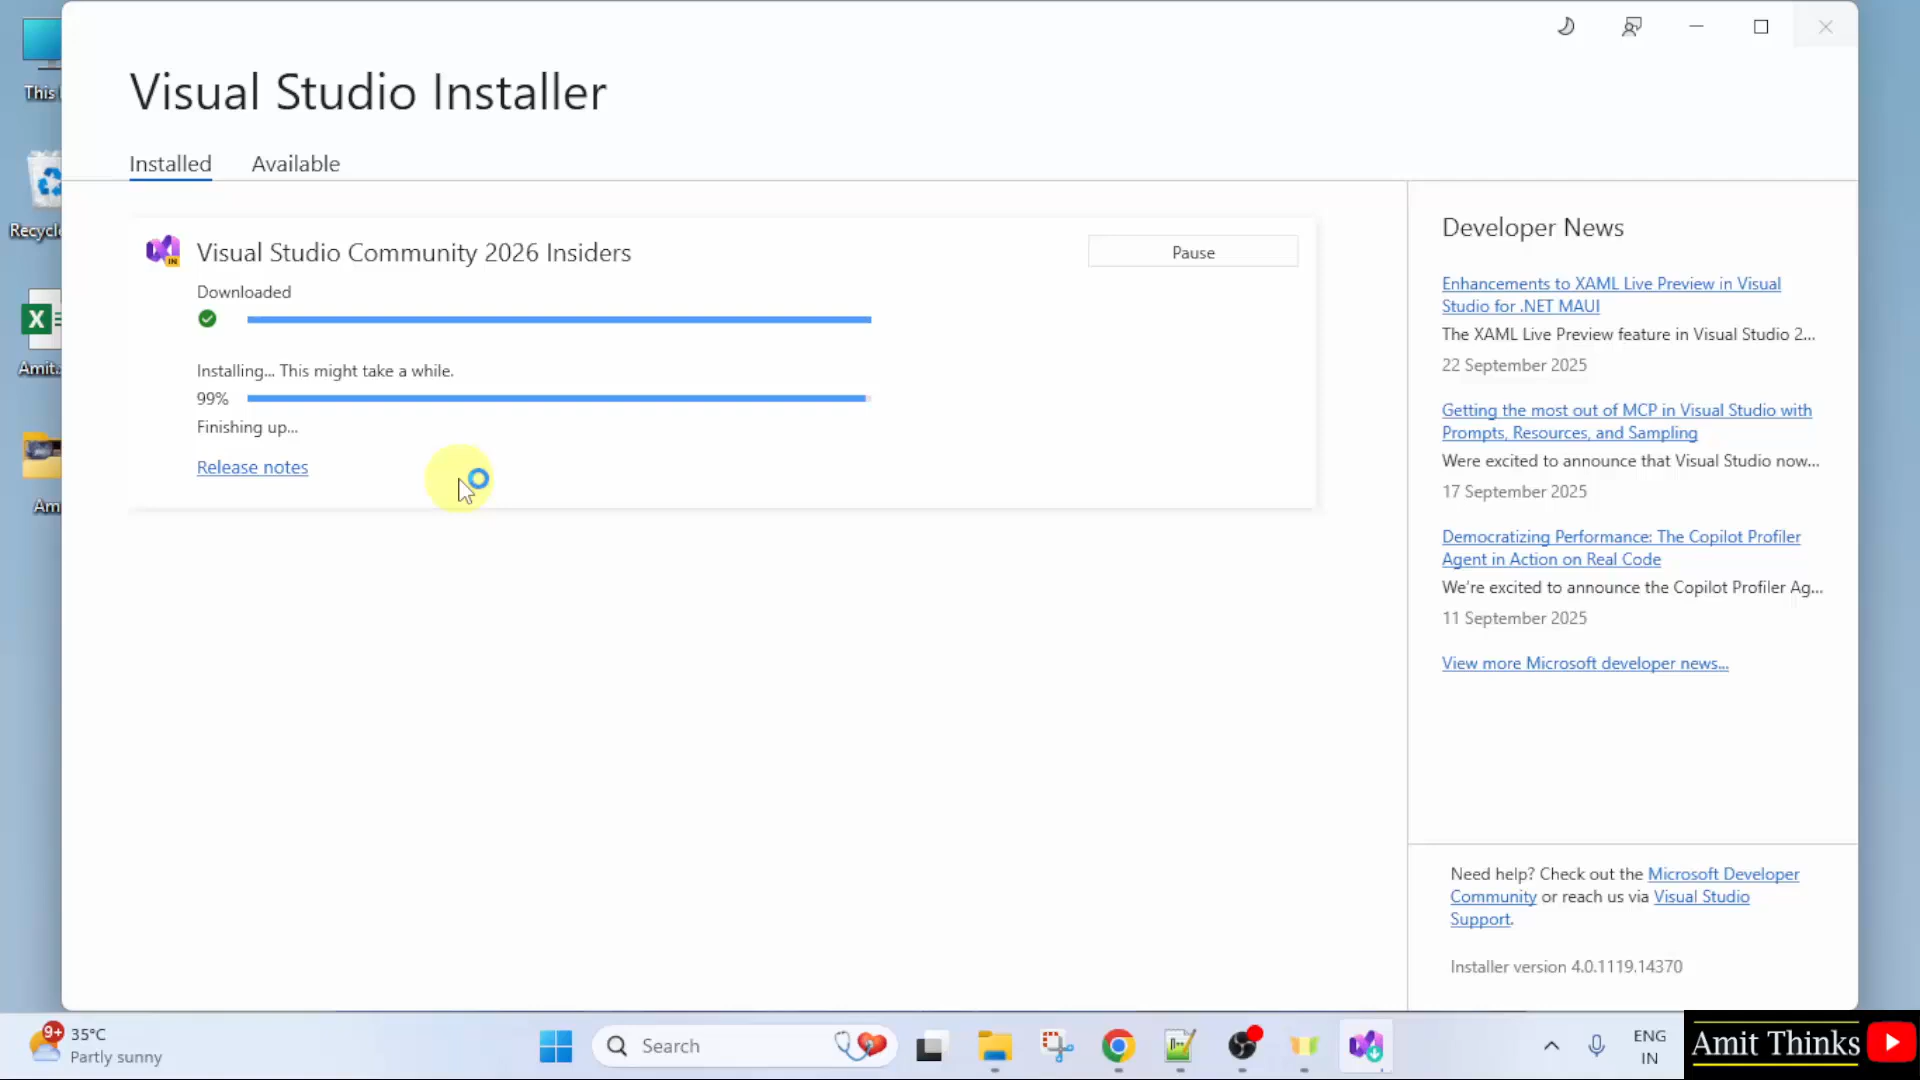 Visual Studio Installer
Installed
Available
Visual Studio Community 2026 Insiders
Pause
Downloaded
Installing... This might take a while.
99%
Finishing up...
Release notes
Developer News
Enhancements to XAML Live Preview in Visual
Studio for .NET MAUI
The XAML Live Preview feature in Visual Studio 2...
22 September 2025
Getting the most out of MCP in Visual Studio with
Prompts, Resources, and Sampling
Were excited to announce that Visual Studio now...
17 September 2025
Democratizing Performance: The Copilot Profiler
Agent in Action on Real Code
We're excited to announce the Copilot Profiler Ag...
11 September 2025
View more Microsoft developer news...
Need help? Check out the Microsoft Developer
Community or reach us via Visual Studio
Support.
Installer version 4.0.1119.14370
This
Recycle
Amit
Am
9+
35°C
Partly sunny
Search
ENG
IN
Amit Thinks